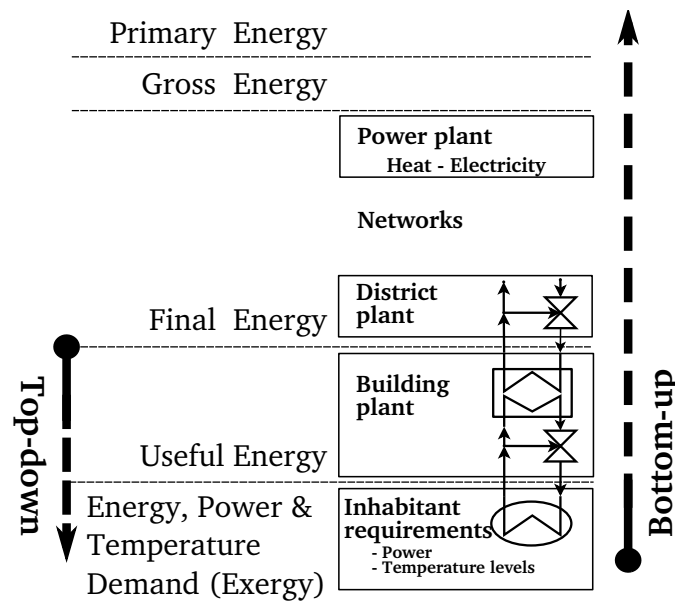 Primary Energy
Gross Energy
Power plant
Heat - Electricity
Networks
District
plant
Final Energy
Building
plant
Useful Energy
Energy, Power &
Temperature
Demand (Exergy)
Inhabitant
requirements
- Power
- Temperature levels
Top-down
Bottom-up